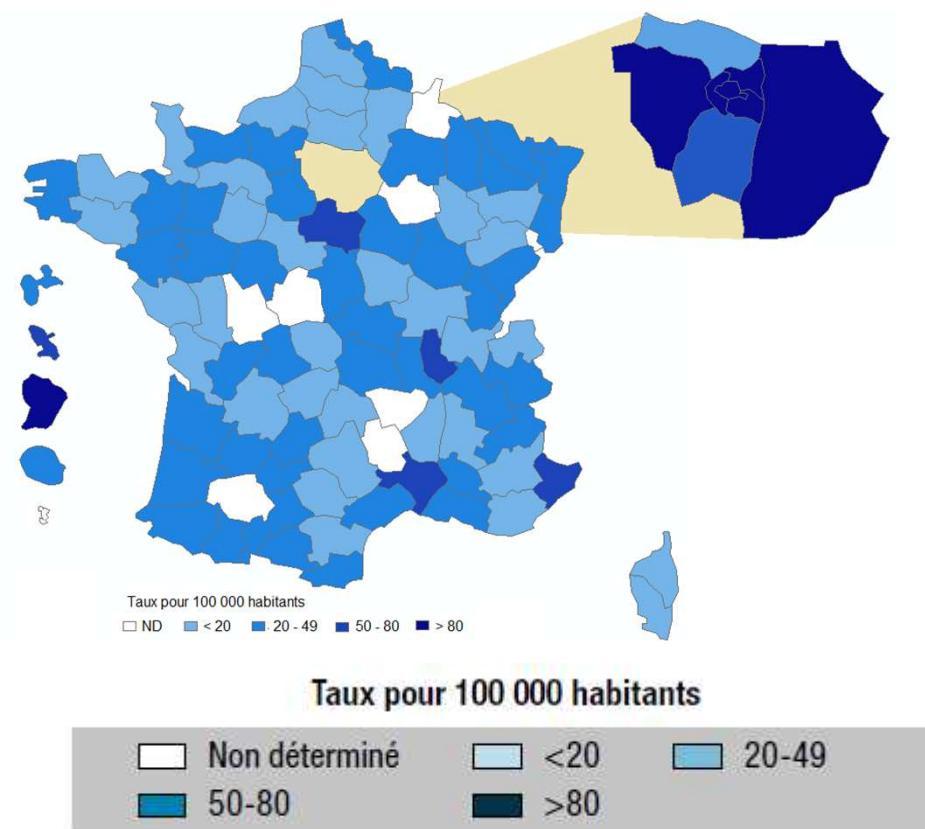 Taux pour 100 000 habitants
ND < 20 20 - 49 50 - 80 > 80
Taux pour 100 000 habitants
Non déterminé <20 20-49
50-80 >80